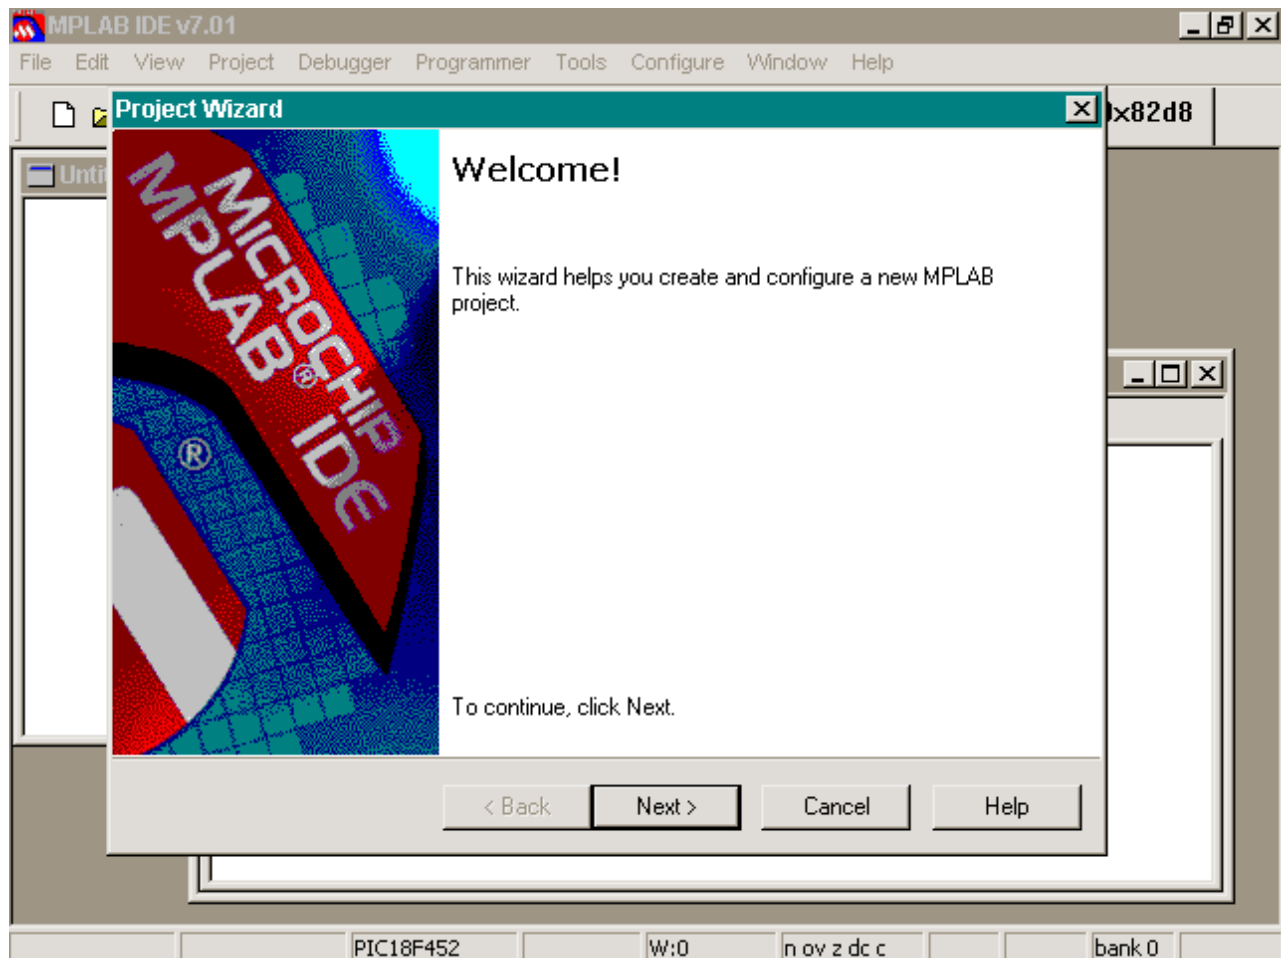 MPLAB IDE v7.01
File Edit View Project Debugger Programmer Tools Configure Window Help
Project Wizard
x82d8
Untit
MICROCHIP
MPLAB® IDE
®
Welcome!
This wizard helps you create and configure a new MPLAB
project.
To continue, click Next.
< Back Next > Cancel Help
PIC18F452 W:0 n ov z dc c bank 0